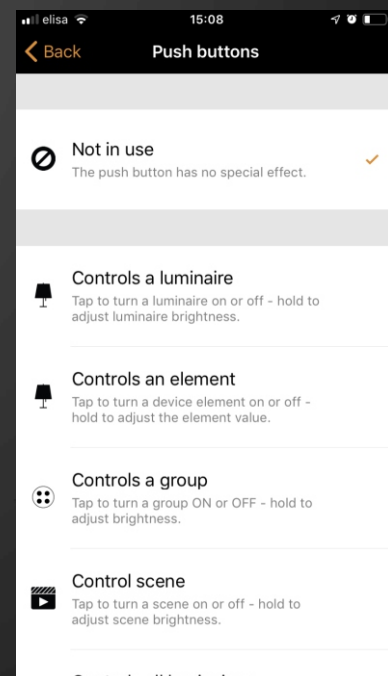 elisa 15:08
Back Push buttons
Not in use
The push button has no special effect.
Controls a luminaire
Tap to turn a luminaire on or off - hold to
adjust luminaire brightness.
Controls an element
Tap to turn a device element on or off -
hold to adjust the element value.
Controls a group
Tap to turn a group ON or OFF - hold to
adjust brightness.
Control scene
Tap to turn a scene on or off - hold to
adjust scene brightness.